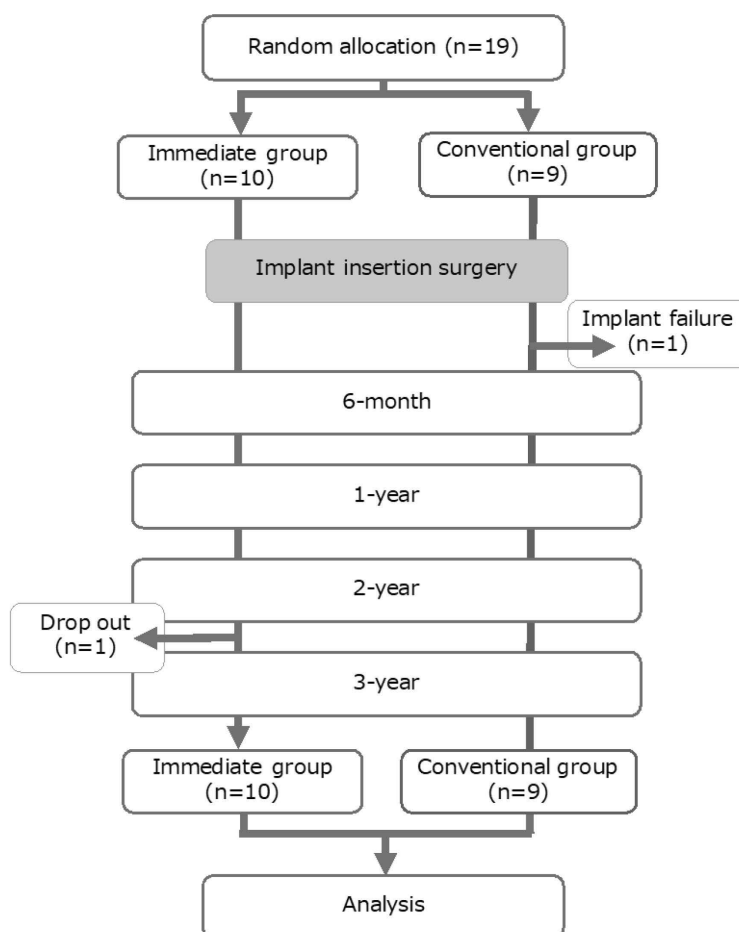 Random allocation (n=19)
Immediate group
(n=10)
Conventional group
(n=9)
Implant insertion surgery
Implant failure
(n=1)
6-month
1-year
2-year
Drop out
(n=1)
3-year
Immediate group
(n=10)
Conventional group
(n=9)
Analysis